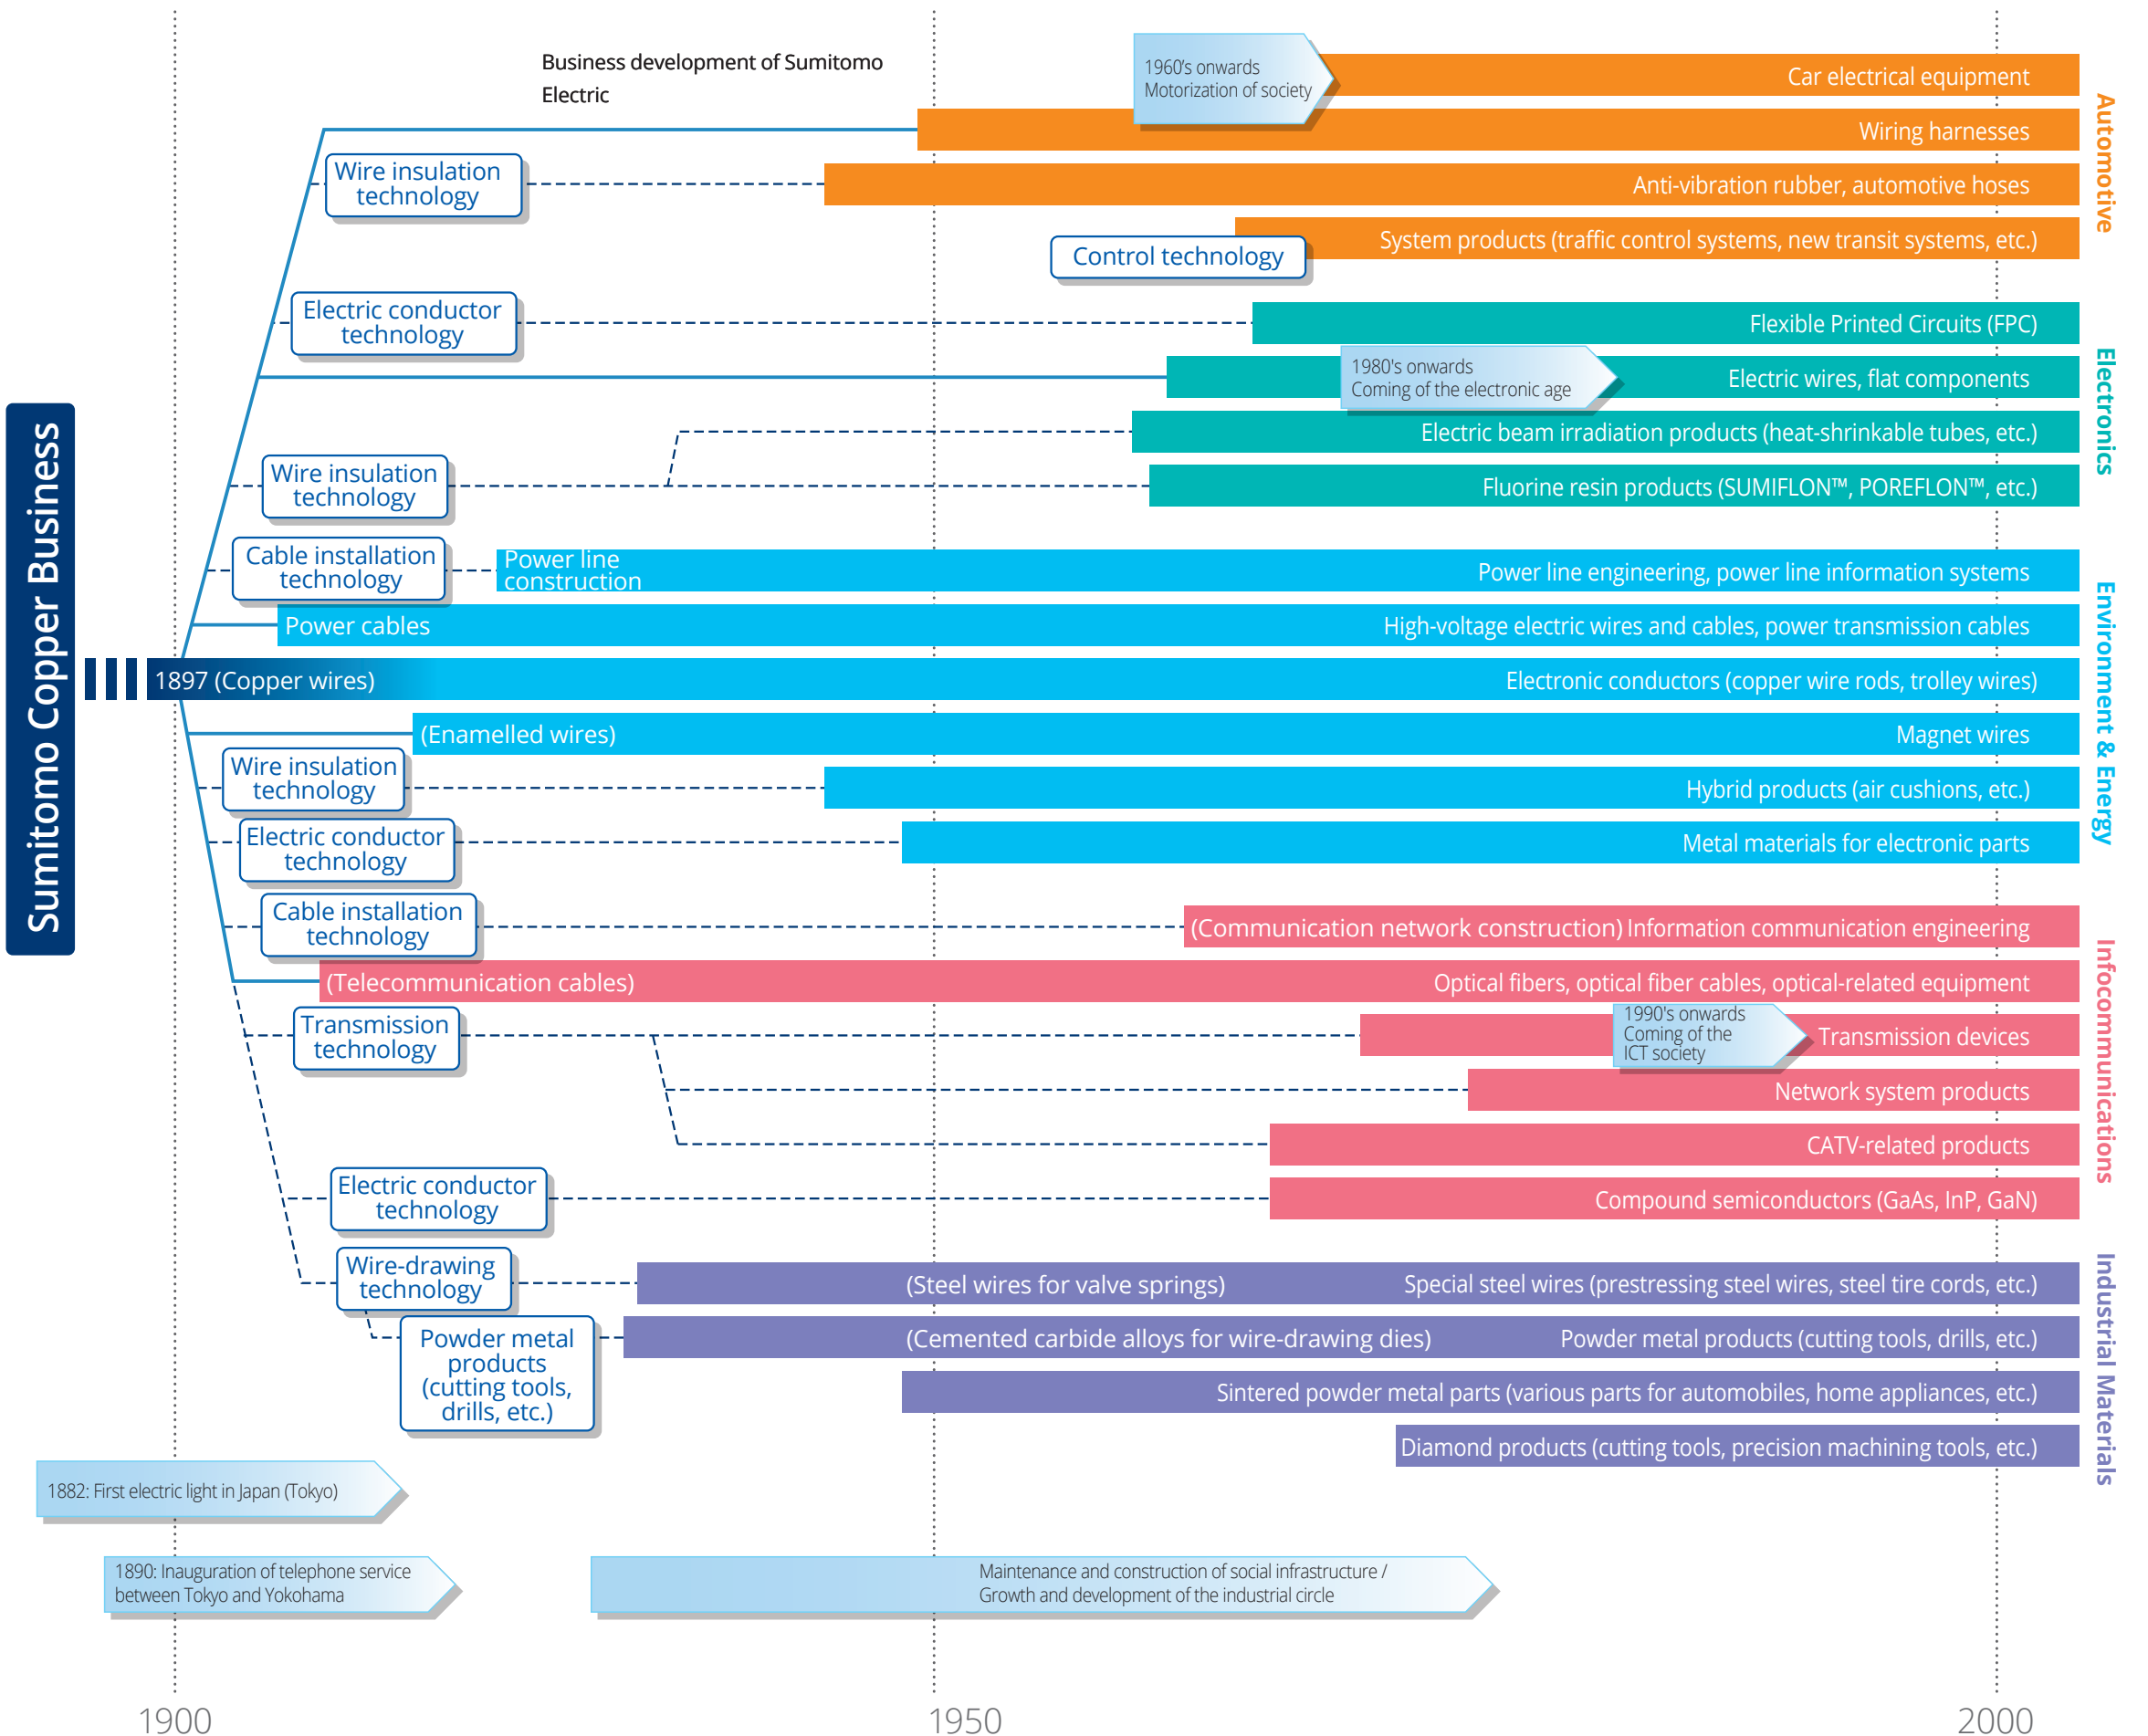 Business development of Sumitomo
Electric
1960’s onwards
Motorization of society
Car electrical equipment
Wiring harnesses
Wire insulation
technology
Anti-vibration rubber, automotive hoses
System products (traffic control systems, new transit systems, etc.)
Control technology
Automotive
Electric conductor
technology
Flexible Printed Circuits (FPC)
1980's onwards
Coming of the electronic age
Electric wires, flat components
Electric beam irradiation products (heat-shrinkable tubes, etc.)
Wire insulation
technology
Fluorine resin products (SUMIFLON™, POREFLON™, etc.)
Electronics
Sumitomo Copper Business
Cable installation
technology
Power line
construction
Power line engineering, power line information systems
Power cables
High-voltage electric wires and cables, power transmission cables
1897 (Copper wires)
Electronic conductors (copper wire rods, trolley wires)
(Enamelled wires)
Magnet wires
Wire insulation
technology
Hybrid products (air cushions, etc.)
Electric conductor
technology
Metal materials for electronic parts
Environment & Energy
Cable installation
technology
(Communication network construction) Information communication engineering
(Telecommunication cables)
Optical fibers, optical fiber cables, optical-related equipment
Transmission
technology
1990's onwards
Coming of the
ICT society
Transmission devices
Network system products
CATV-related products
Electric conductor
technology
Compound semiconductors (GaAs, InP, GaN)
Infocommunications
Wire-drawing
technology
(Steel wires for valve springs)
Special steel wires (prestressing steel wires, steel tire cords, etc.)
Powder metal
products
(cutting tools,
drills, etc.)
(Cemented carbide alloys for wire-drawing dies)
Powder metal products (cutting tools, drills, etc.)
Sintered powder metal parts (various parts for automobiles, home appliances, etc.)
Diamond products (cutting tools, precision machining tools, etc.)
Industrial Materials
1882: First electric light in Japan (Tokyo)
1890: Inauguration of telephone service
between Tokyo and Yokohama
Maintenance and construction of social infrastructure /
Growth and development of the industrial circle
1900
1950
2000